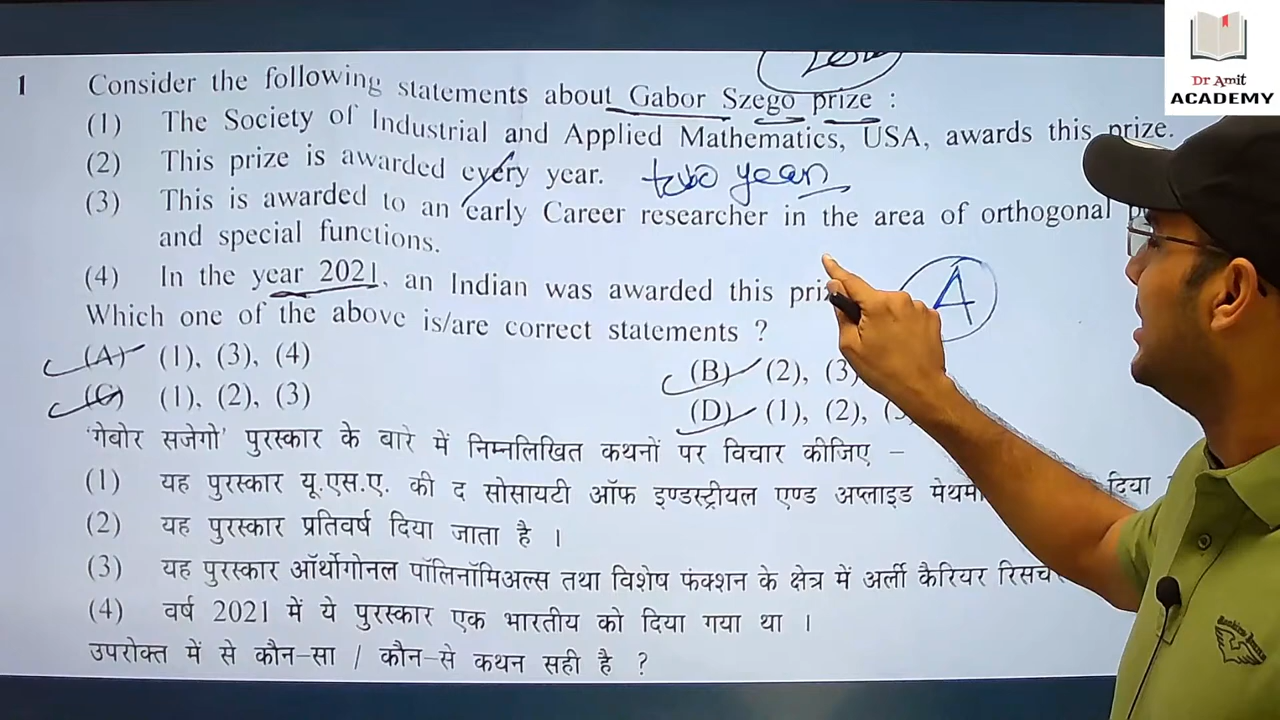 Dr Amit
ACADEMY
1 Consider the following statements about Gabor Szego prize :
(1) The Society of Industrial and Applied Mathematics, USA, awards this prize.
(2) This prize is awarded every year. two year
(3) This is awarded to an early Career researcher in the area of orthogonal
and special functions.
(4) In the year 2021, an Indian was awarded this
A
Which one of the above is/are correct statements ?
(A) (1), (3), (4)
(B) (2), (3)
(C) (1), (2), (3)
(D) (1), (2),
'गेबोर सजेगो' पुरस्कार के बारे में निम्नलिखित कथनों पर विचार कीजिए –
(1) यह पुरस्कार यू.एस.ए. की द सोसायटी ऑफ इण्डस्ट्रीयल एण्ड अप्लाइड दिया
(2) यह पुरस्कार प्रतिवर्ष दिया जाता है ।
(3) यह पुरस्कार ऑर्थोगोनल पॉलिनॉमिअल्स तथा विशेष फंक्शन के क्षेत्र में अर्ली कैरियर
(4) वर्ष 2021 में ये पुरस्कार एक भारतीय को दिया गया था ।
उपरोक्त में से कौन-सा / कौन-से कथन सही है ?